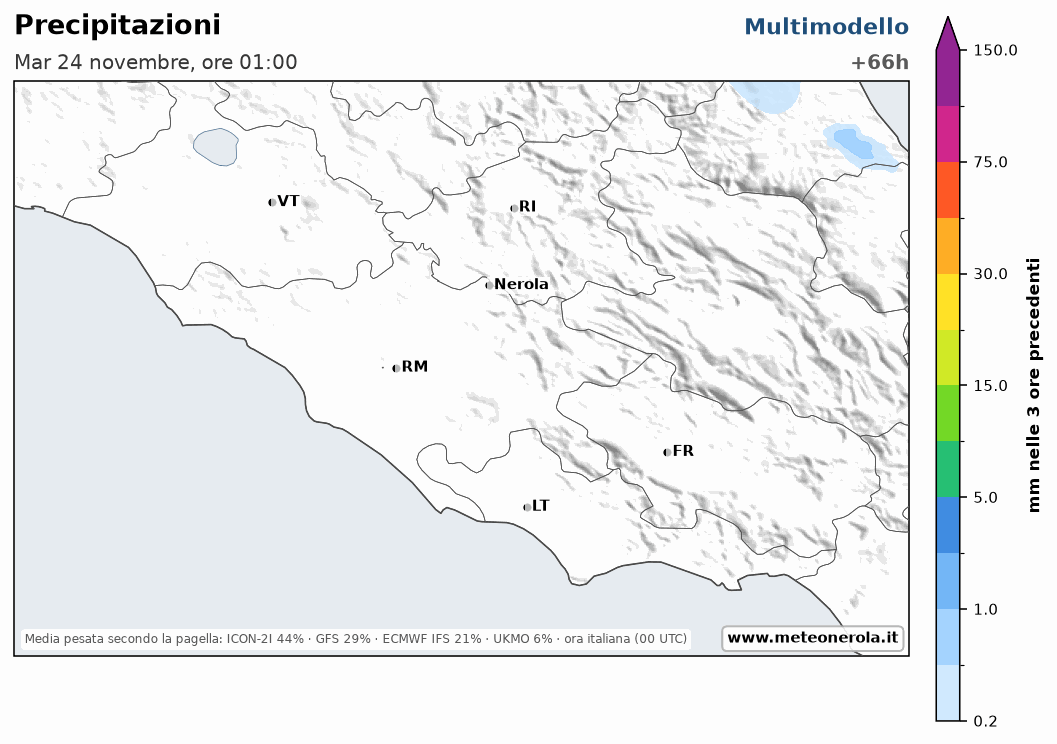 Precipitazioni
Multimodello
Mar 24 novembre, ore 01:00
+66h
150.0
75.0
30.0
15.0
5.0
1.0
0.2
mm nelle 3 ore precedenti
VT
RI
Nerola
RM
FR
LT
Media pesata secondo la pagella: ICON-2I 44% · GFS 29% · ECMWF IFS 21% · UKMO 6% · ora italiana (00 UTC)
www.meteonerola.it